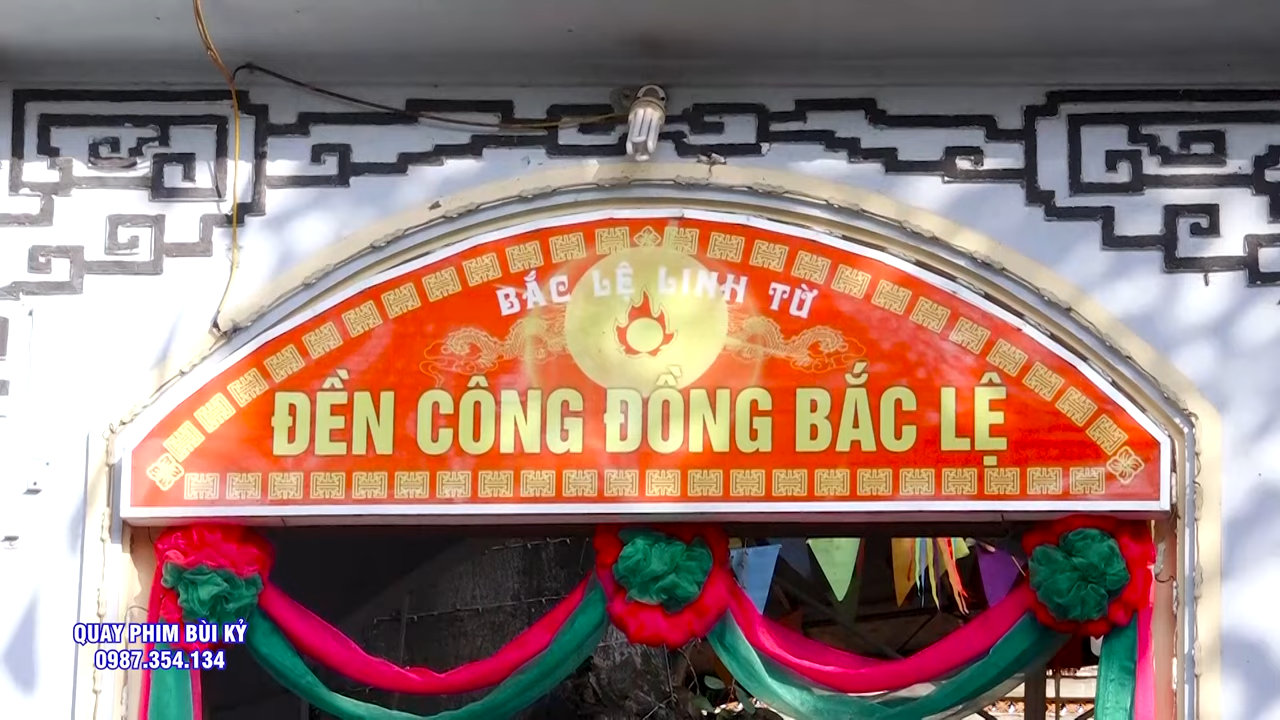 BẮC LỆ LINH TỪ
ĐỀN CÔNG ĐỒNG BẮC LỆ
QUAY PHIM BÙI KỶ
0987.354.134